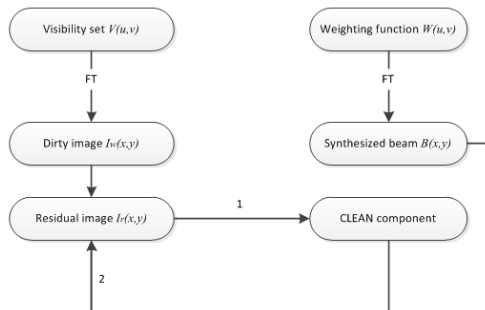 Visibility set V(u,v)
Weighting function W(u,v)
FT
FT
Dirty image Iw(x,y)
Synthesized beam B(x,y)
Residual image Ir(x,y)
1
CLEAN component
2